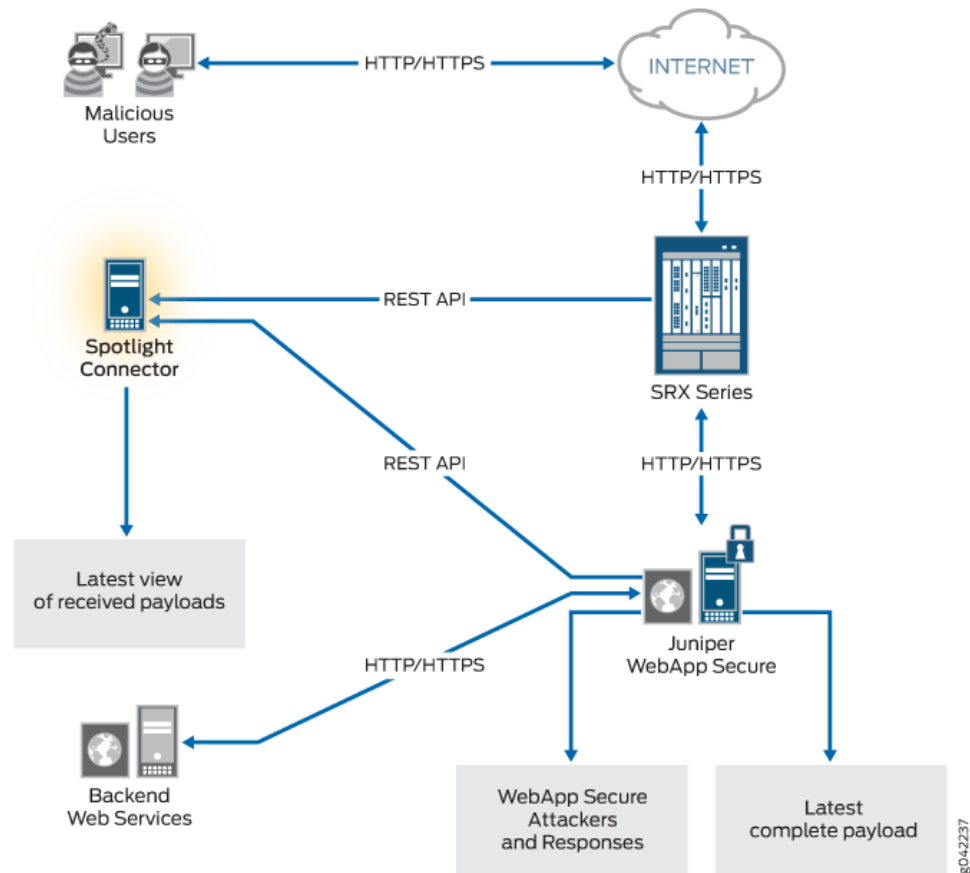 HTTP/HTTPS
INTERNET
Malicious
Users
HTTP/HTTPS
REST API
Spotlight
Connector
SRX Series
REST API
HTTP/HTTPS
Latest view
of received payloads
Juniper
WebApp Secure
HTTP/HTTPS
Backend
Web Services
WebApp Secure
Attackers
and Responses
Latest
complete payload
g042237